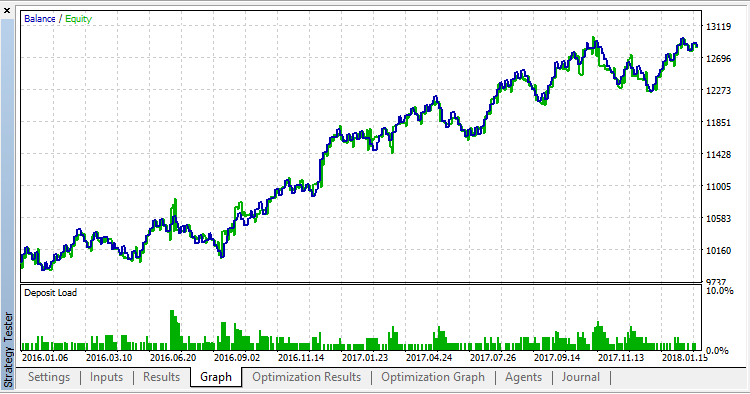 Balance / Equity
13119
12696
12273
11851
11428
11005
10583
10160
9737
Deposit Load
10.0%
0.0%
2016.01.06 2016.03.10 2016.06.20 2016.09.02 2016.11.14 2017.01.23 2017.04.24 2017.07.26 2017.09.14 2017.11.13 2018.01.15
Strategy Tester
Settings Inputs Results Graph Optimization Results Optimization Graph Agents Journal